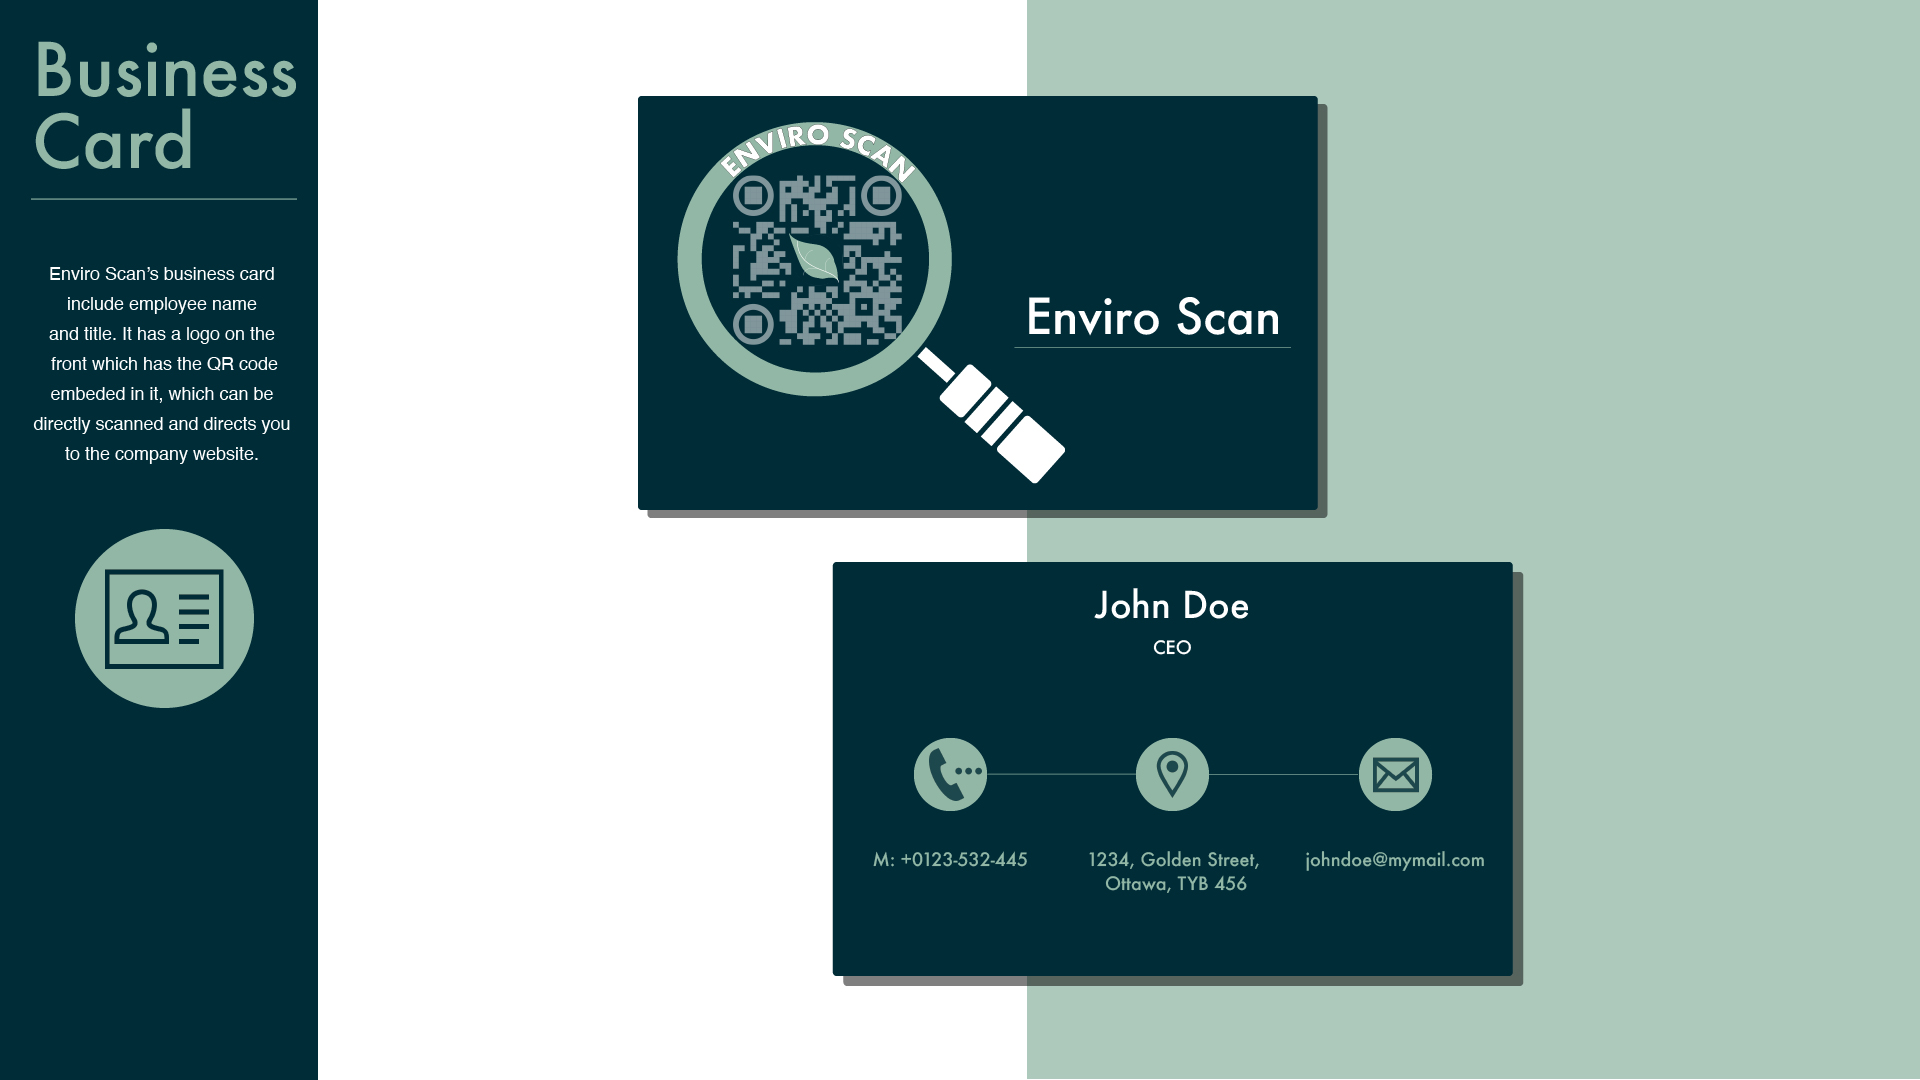 Business
Card
Enviro Scan’s business card
include employee name
and title. It has a logo on the
front which has the QR code
embeded in it, which can be
directly scanned and directs you
to the company website.
ENVIRO SCAN
Enviro Scan
John Doe
CEO
M: +0123-532-445
1234, Golden Street,
Ottawa, TYB 456
johndoe@mymail.com